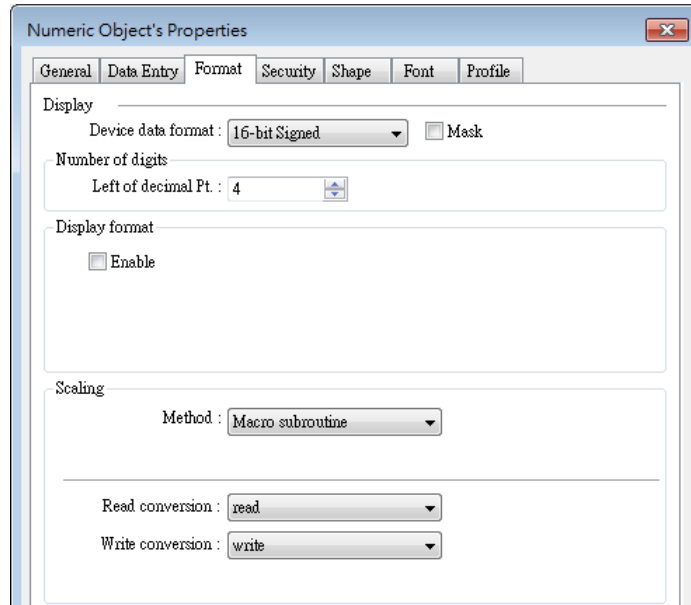 Numeric Object's Properties
General Data Entry Format Security Shape Font Profile
Display
Device data format : 16-bit Signed Mask
Number of digits
Left of decimal Pt. : 4
Display format
Enable
Scaling
Method : Macro subroutine
Read conversion : read
Write conversion : write